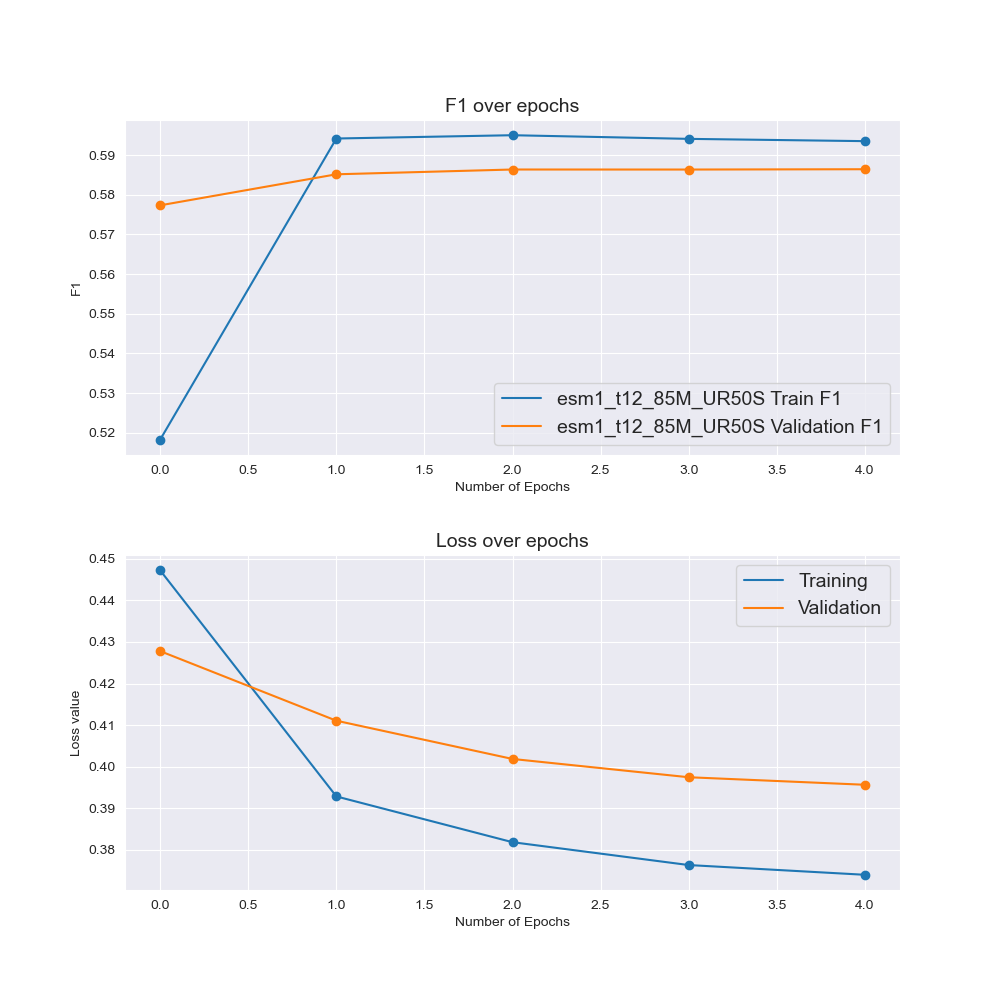 F1 over epochs
0.59
0.58
0.57
0.56
0.55
0.54
0.53
0.52
F1
esm1_t12_85M_UR50S Train F1
esm1_t12_85M_UR50S Validation F1
0.0 0.5 1.0 1.5 2.0 2.5 3.0 3.5 4.0
Number of Epochs
Loss over epochs
0.45
0.44
0.43
0.42
0.41
0.40
0.39
0.38
Loss value
Training
Validation
0.0 0.5 1.0 1.5 2.0 2.5 3.0 3.5 4.0
Number of Epochs